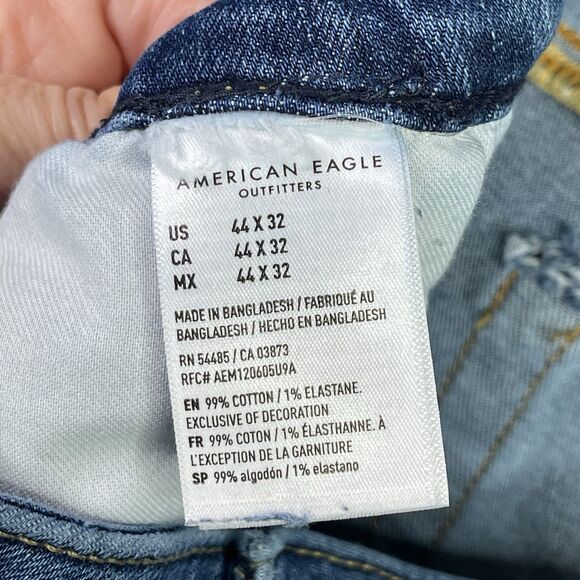 AMERICAN EAGLE
OUTFITTERS
US 44 X 32
CA 44 X 32
MX 44 X 32
MADE IN BANGLADESH / FABRIQUÉ AU
BANGLADESH / HECHO EN BANGLADESH
RN 54485 / CA 03873
RFC# AEM120605U9A
EN 99% COTTON / 1% ELASTANE.
EXCLUSIVE OF DECORATION
FR 99% COTON / 1% ÉLASTHANNE. À
L'EXCEPTION DE LA GARNITURE
SP 99% algodón / 1% elastano